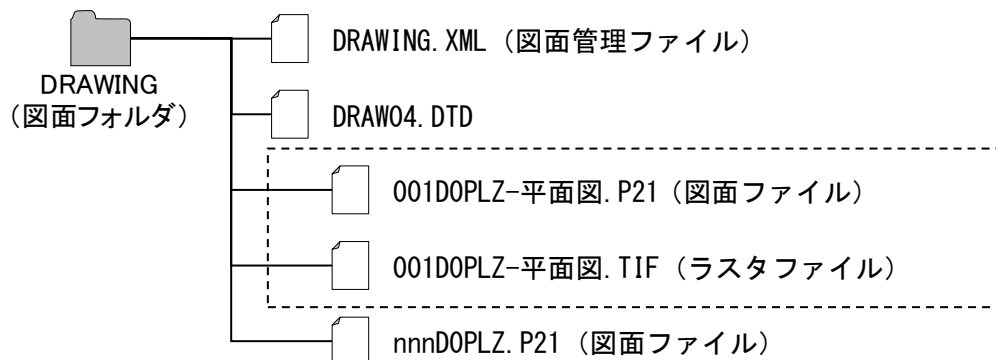 DRAWING.XML（図面管理ファイル）
DRAWING
（図面フォルダ）
DRAW04.DTD
001D0PLZ-平面図.P21（図面ファイル）
001D0PLZ-平面図.TIF（ラスタファイル）
nnnD0PLZ.P21（図面ファイル）